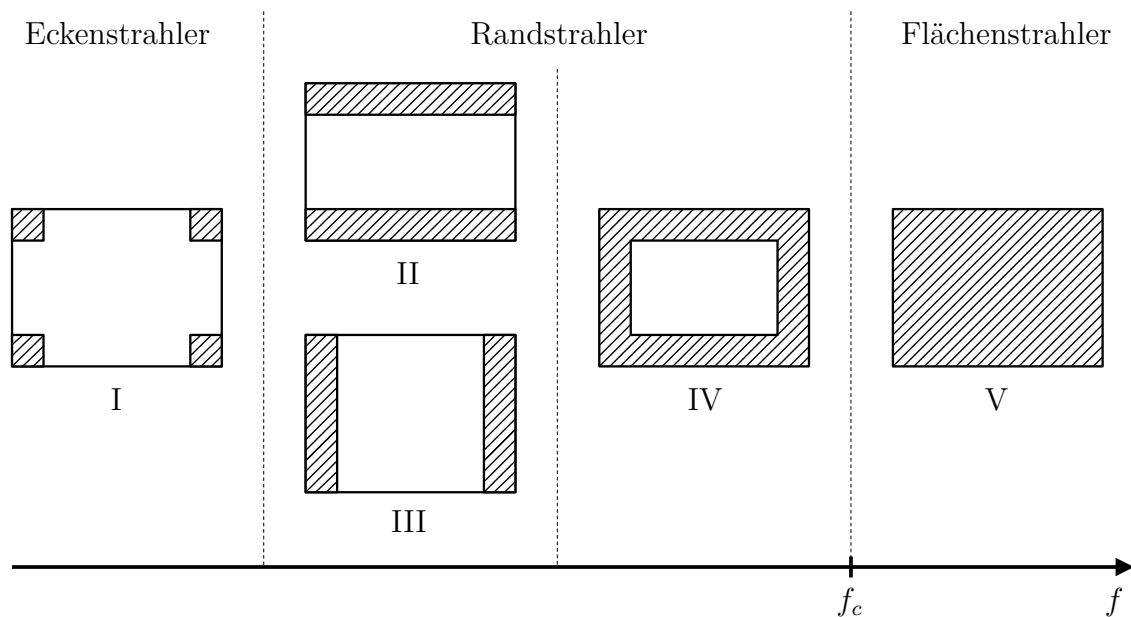 Eckenstrahler
Randstrahler
Flächenstrahler
II
I
IV
V
III
f_c
f